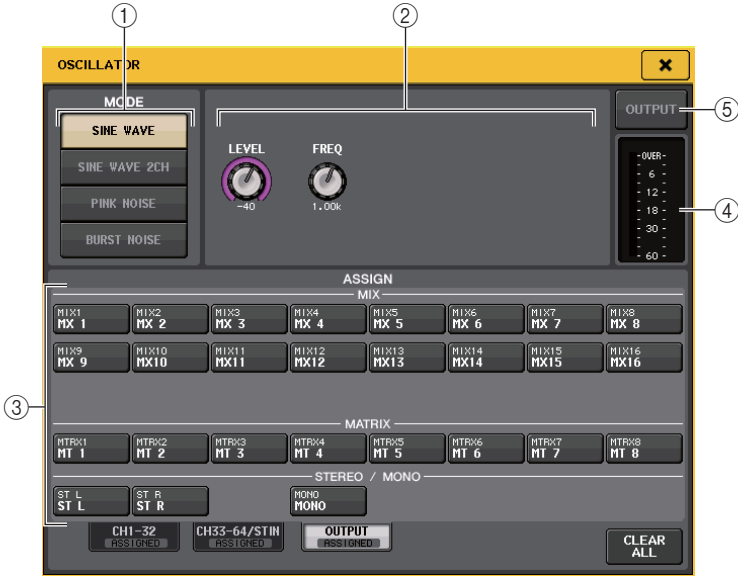 ① ②
OSCILLATOR
MODE
SINE WAVE
SINE WAVE 2CH
PINK NOISE
BURST NOISE
LEVEL FREQ
-40 1.00k
OUTPUT ⑤
-OVER-
6
12
18 ④
30
60
③
ASSIGN
MIX
MIX1 MIX2 MIX3 MIX4 MIX5 MIX6 MIX7 MIX8
MX 1 MX 2 MX 3 MX 4 MX 5 MX 6 MX 7 MX 8
MIX9 MIX10 MIX11 MIX12 MIX13 MIX14 MIX15 MIX16
MX 9 MX10 MX11 MX12 MX13 MX14 MX15 MX16
MATRIX
MTRX1 MTRX2 MTRX3 MTRX4 MTRX5 MTRX6 MTRX7 MTRX8
MT 1 MT 2 MT 3 MT 4 MT 5 MT 6 MT 7 MT 8
STEREO / MONO
ST L ST R MONO
ST L ST R MONO
CH1-32 CH33-64/STIN OUTPUT
ASSIGNED ASSIGNED ASSIGNED
CLEAR
ALL